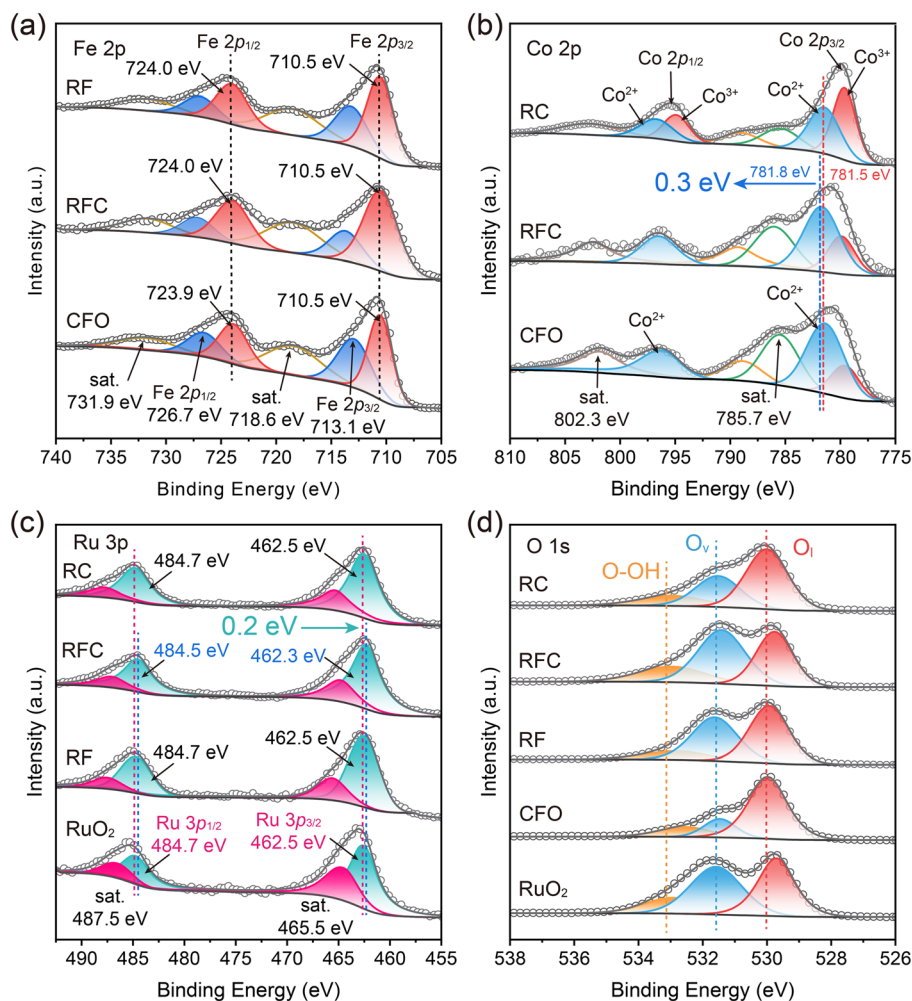 (a)
Fe 2p
Fe 2p1/2
Fe 2p3/2
RF
724.0 eV
710.5 eV
724.0 eV
710.5 eV
RFC
723.9 eV
710.5 eV
CFO
sat.
731.9 eV
Fe 2p1/2
726.7 eV
sat.
718.6 eV
Fe 2p3/2
713.1 eV
Intensity (a.u.)
740 735 730 725 720 715 710 705
Binding Energy (eV)
(b)
Co 2p
Co 2p1/2
Co 2p3/2
RC
Co2+
Co3+
Co2+
Co3+
0.3 eV
781.8 eV
781.5 eV
RFC
CFO
Co2+
Co2+
sat.
802.3 eV
sat.
785.7 eV
Intensity (a.u.)
810 805 800 795 790 785 780 775
Binding Energy (eV)
(c)
Ru 3p
RC
484.7 eV
462.5 eV
0.2 eV
RFC
484.5 eV
462.3 eV
RF
484.7 eV
462.5 eV
RuO2
Ru 3p1/2
484.7 eV
Ru 3p3/2
462.5 eV
sat.
487.5 eV
sat.
465.5 eV
Intensity (a.u.)
490 485 480 475 470 465 460 455
Binding Energy (eV)
(d)
O 1s
O-OH
Ov
Ol
RC
RFC
RF
CFO
RuO2
Intensity (a.u.)
538 536 534 532 530 528 526
Binding Energy (eV)